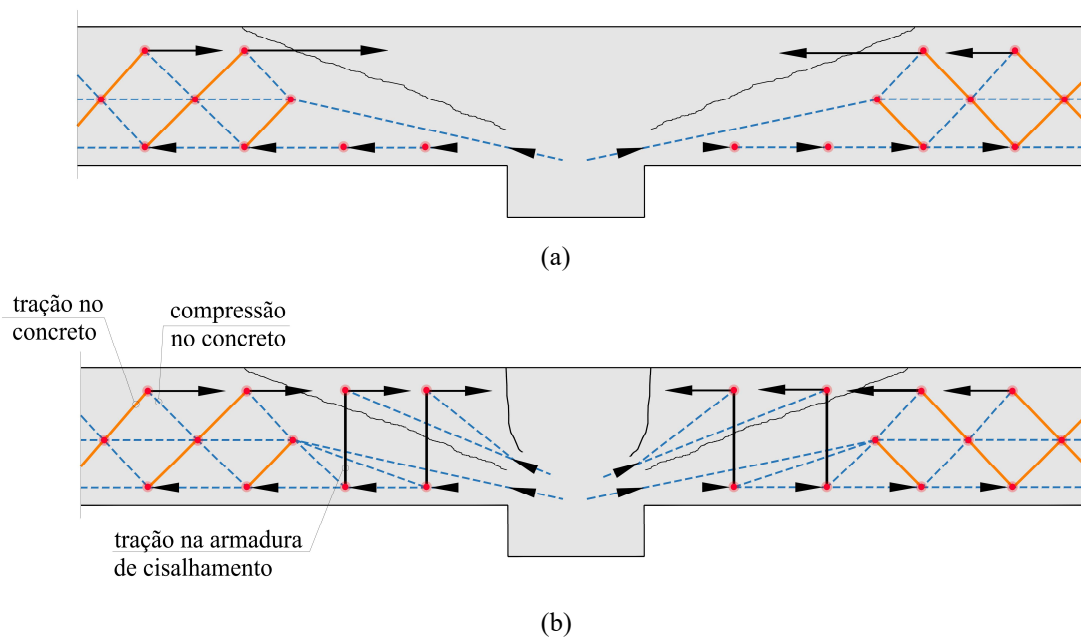 (a)
tração no
concreto
compressão
no concreto
tração na armadura
de cisalhamento
(b)